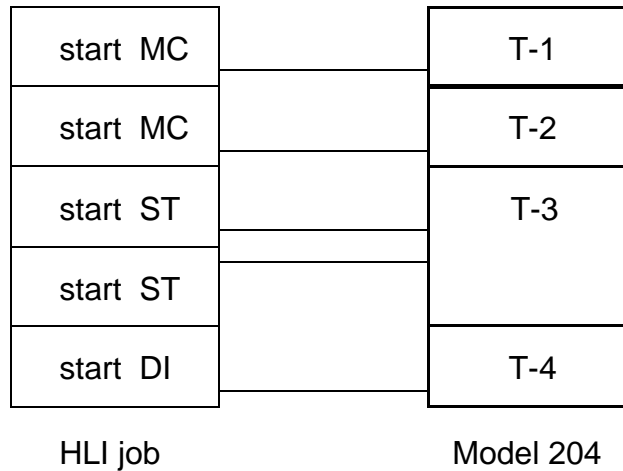 start MC
T-1
start MC
T-2
start ST
T-3
start ST
start DI
T-4
HLI job
Model 204